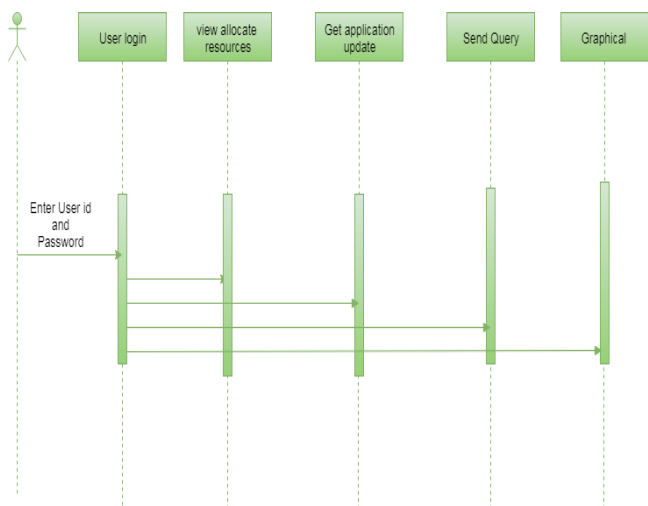 User login
view allocate
resources
Get application
update
Send Query
Graphical
Enter User id
and
Password